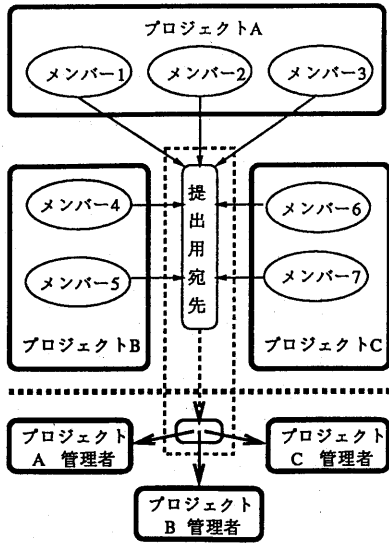 プロジェクトA
メンバー1
メンバー2
メンバー3
メンバー4
メンバー5
プロジェクトB
提出用宛先
メンバー6
メンバー7
プロジェクトC
プロジェクト
A 管理者
プロジェクト
B 管理者
プロジェクト
C 管理者